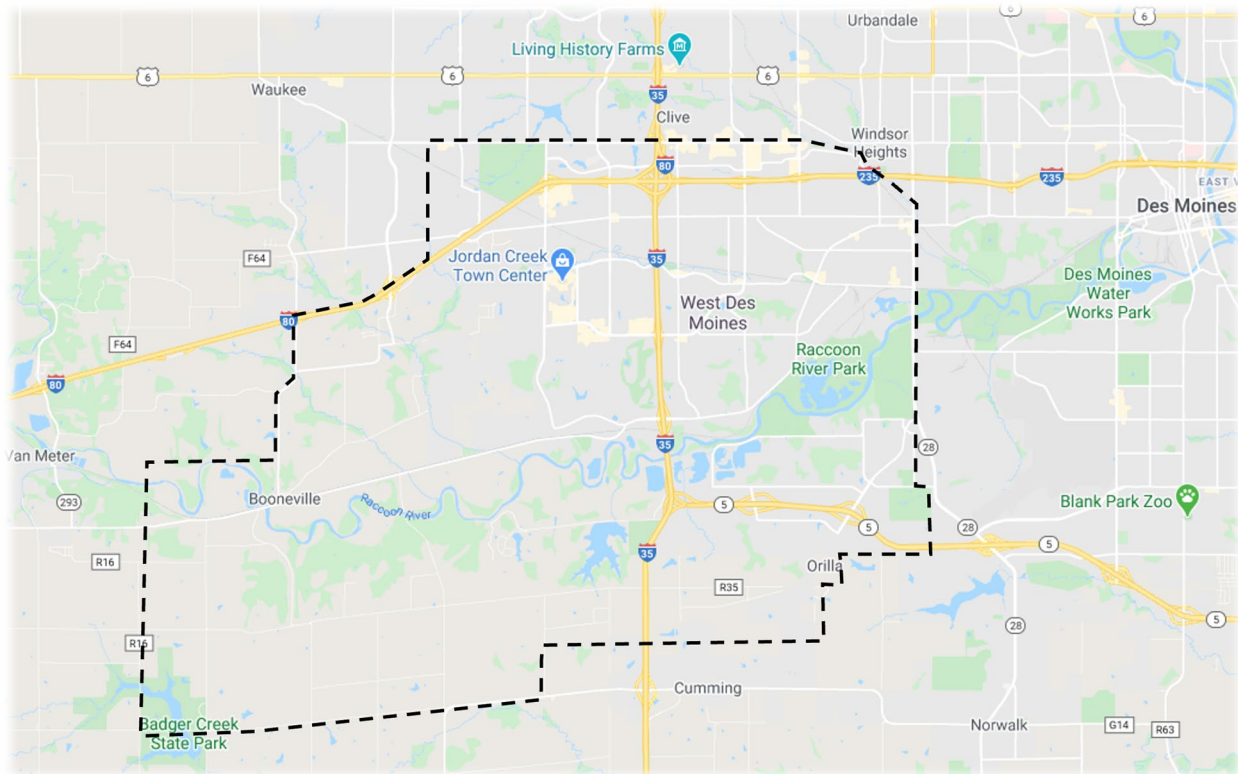 6
Urbandale
6
Living History Farms
6
6
6
Waukee
35
Clive
Windsor
Heights
80
235
235
EAST V
Des Moines
F64
Jordan Creek
Town Center
35
Des Moines
Water
Works Park
West Des
Moines
80
F64
Raccoon
River Park
80
35
28
Van Meter
293
Booneville
Raccoon River
5
Blank Park Zoo
5
28
5
35
R16
Orilla
R35
5
28
R16
Cumming
Badger Creek
State Park
Norwalk
G14
R63